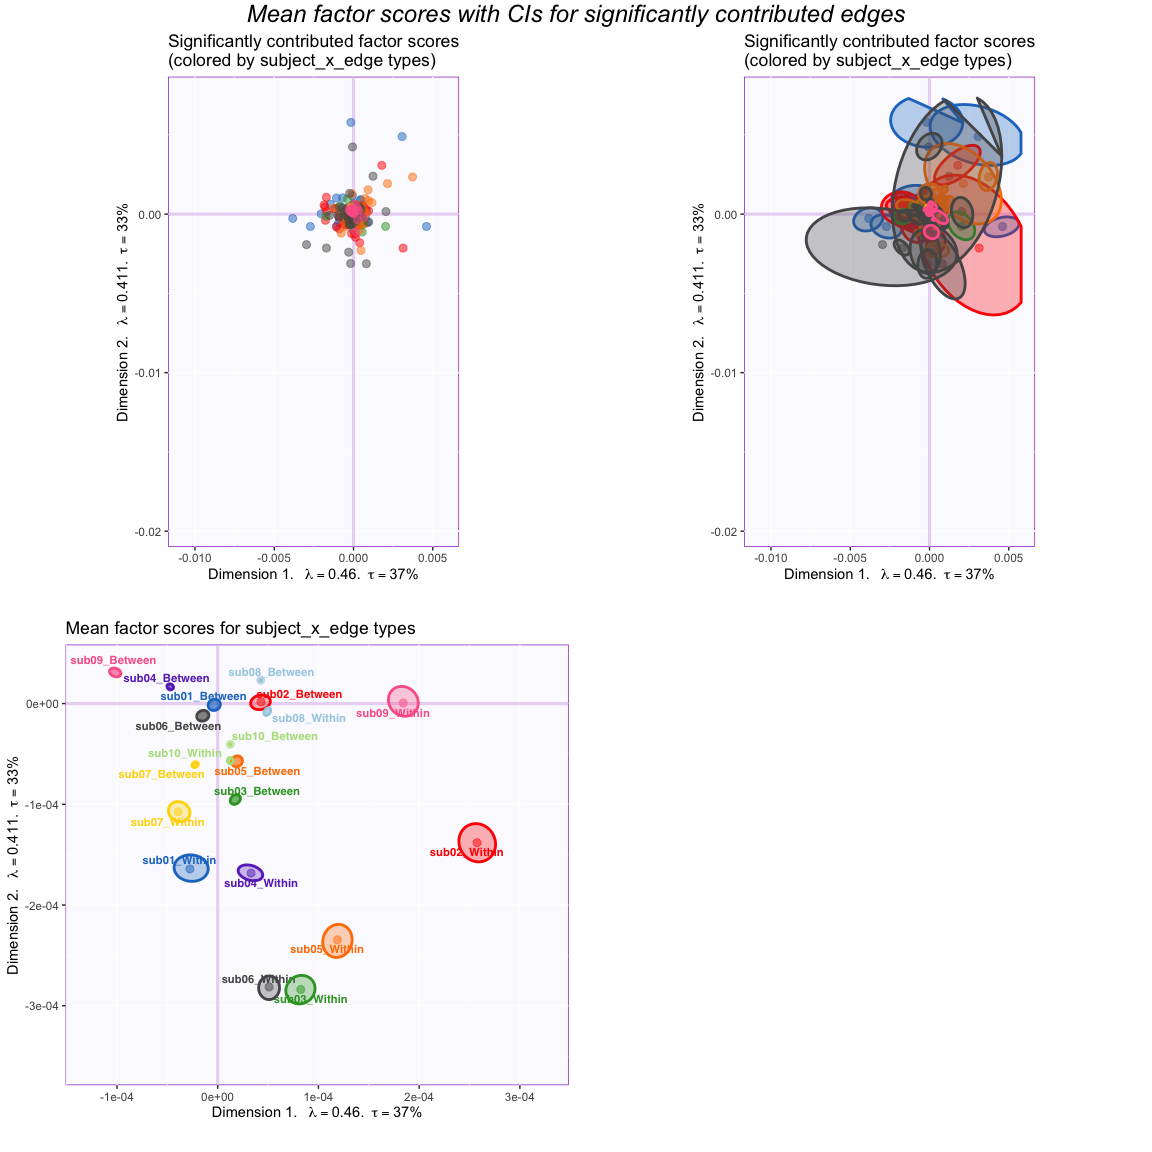 Mean factor scores with CIs for significantly contributed edges
Significantly contributed factor scores
(colored by subject_x_edge types)
0.00
-0.01
-0.02
-0.010
-0.005
0.000
0.005
Dimension 1. λ = 0.46. τ = 37%
Dimension 2. λ = 0.411. τ = 33%
Significantly contributed factor scores
(colored by subject_x_edge types)
0.00
-0.01
-0.02
-0.010
-0.005
0.000
0.005
Dimension 1. λ = 0.46. τ = 37%
Dimension 2. λ = 0.411. τ = 33%
Mean factor scores for subject_x_edge types
sub09_Between
sub04_Between
sub08_Between
sub01_Between
sub02_Between
sub09_Within
sub08_Within
sub06_Between
sub10_Between
sub10_Within
sub07_Between
sub05_Between
sub03_Between
sub07_Within
sub02_Within
sub01_Within
sub04_Within
sub05_Within
sub06_Within
sub03_Within
0e+00
-1e-04
-2e-04
-3e-04
-1e-04
0e+00
1e-04
2e-04
3e-04
Dimension 1. λ = 0.46. τ = 37%
Dimension 2. λ = 0.411. τ = 33%